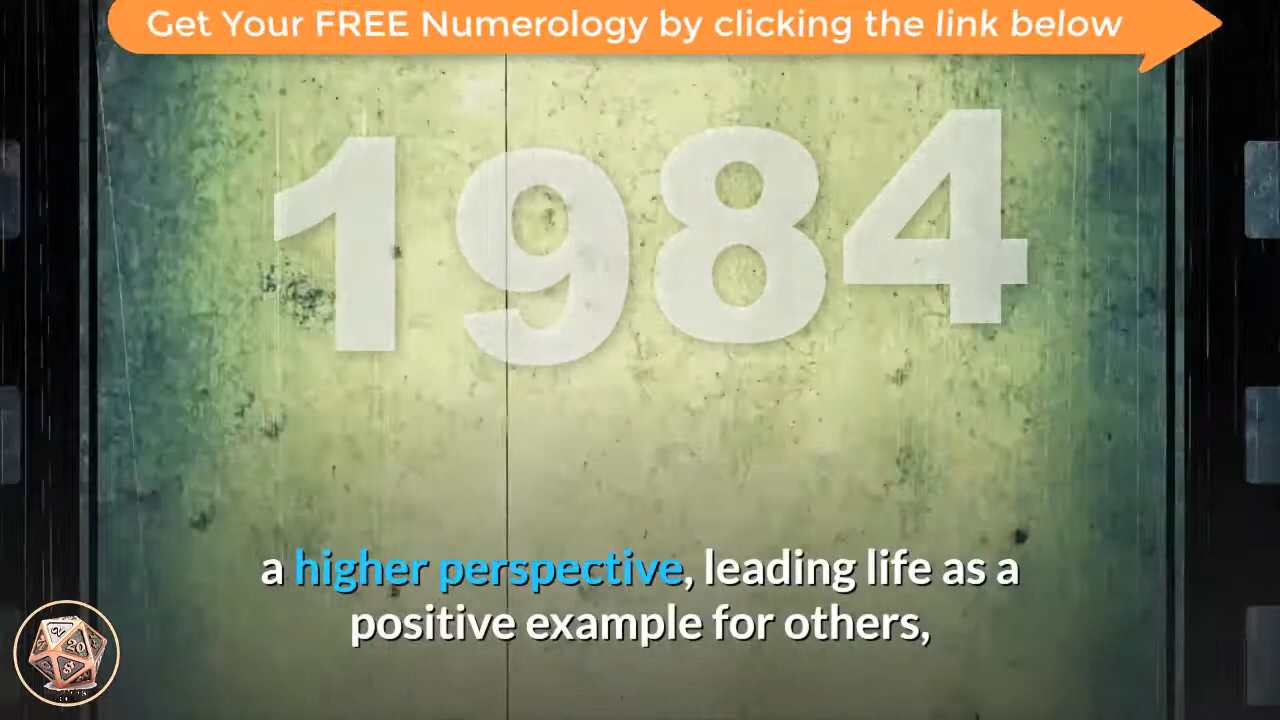 Get Your FREE Numerology by clicking the link below
1984
a higher perspective, leading life as a
positive example for others,
20